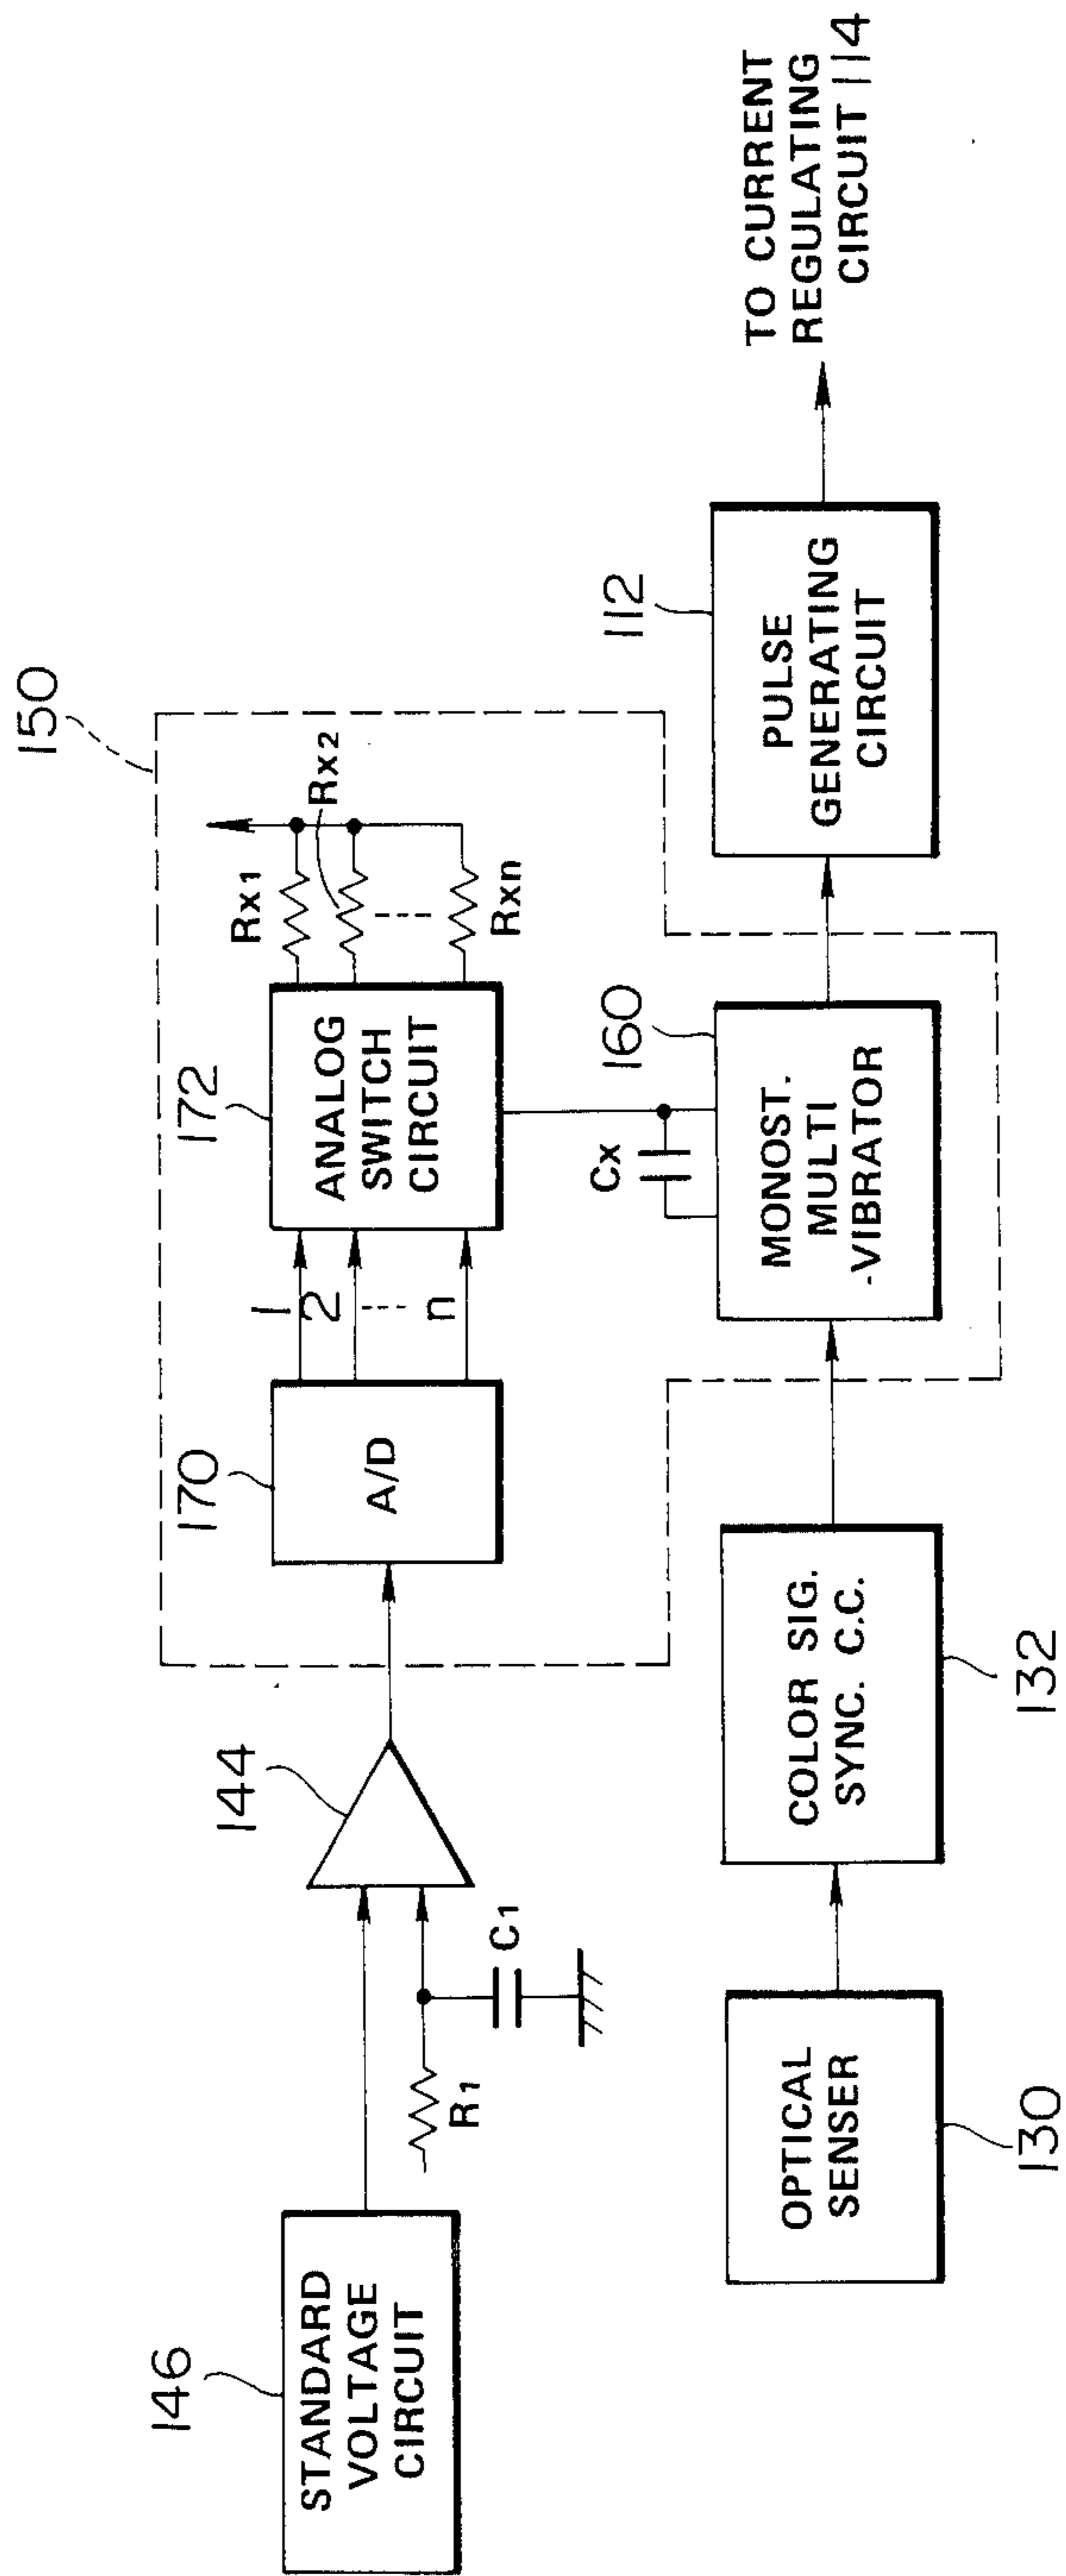 150
146
STANDARD
VOLTAGE
CIRCUIT
144
R1
C1
170
A/D
1
2
n
172
ANALOG
SWITCH
CIRCUIT
Rx1
Rx2
Rxn
Cx
160
MONOST.
MULTI
-VIBRATOR
130
OPTICAL
SENSER
132
COLOR SIG.
SYNC. C.C.
112
PULSE
GENERATING
CIRCUIT
TO CURRENT
REGULATING
CIRCUIT 114